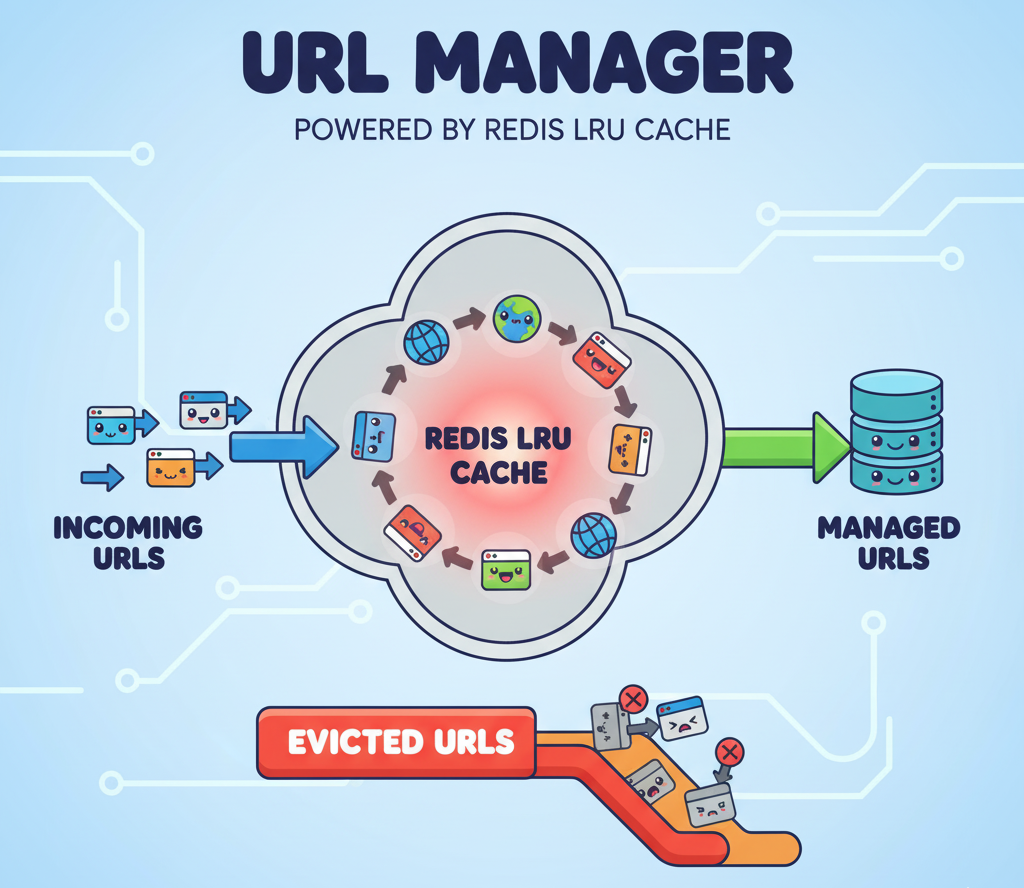 URL MANAGER
POWERED BY REDIS LRU CACHE
REDIS LRU
CACHE
INCOMING
URLS
MANAGED
URLS
EVICTED URLS